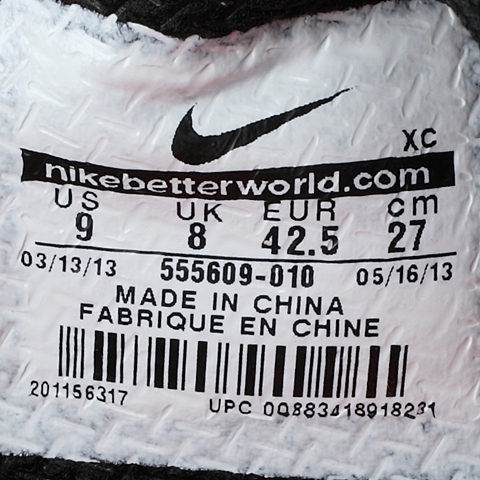 XC
nikebetterworld.com
US UK EUR cm
9 8 42.5 27
03/13/13 555609-010 05/16/13
MADE IN CHINA
FABRIQUE EN CHINE
201156317 UPC 00883418918231